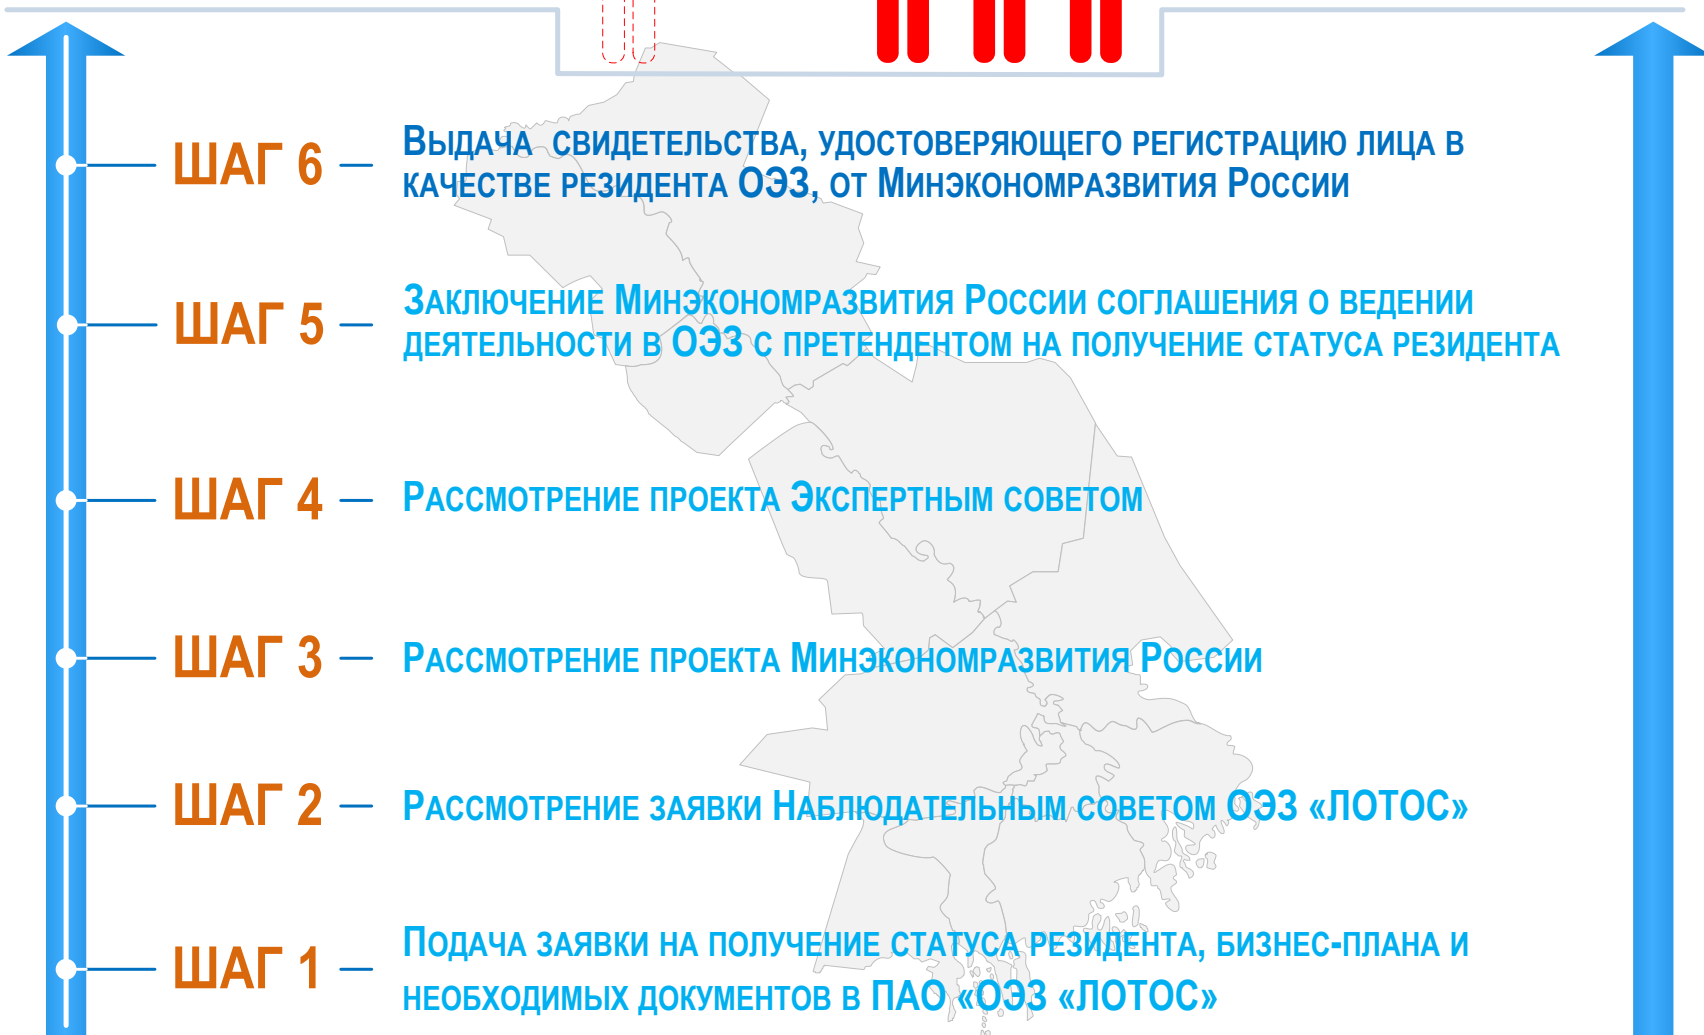 ШАГ 6
Выдача свидетельства, удостоверяющего регистрацию лица в
качестве резидента ОЭЗ, от Минэкономразвития России
ШАГ 5
Заключение Минэкономразвития России соглашения о ведении
деятельности в ОЭЗ с претендентом на получение статуса резидента
ШАГ 4
Рассмотрение проекта Экспертным советом
ШАГ 3
Рассмотрение проекта Минэкономразвития России
ШАГ 2
Рассмотрение заявки Наблюдательным советом ОЭЗ «ЛОТОС»
ШАГ 1
Подача заявки на получение статуса резидента, бизнес-плана и
необходимых документов в ПАО «ОЭЗ «ЛОТОС»